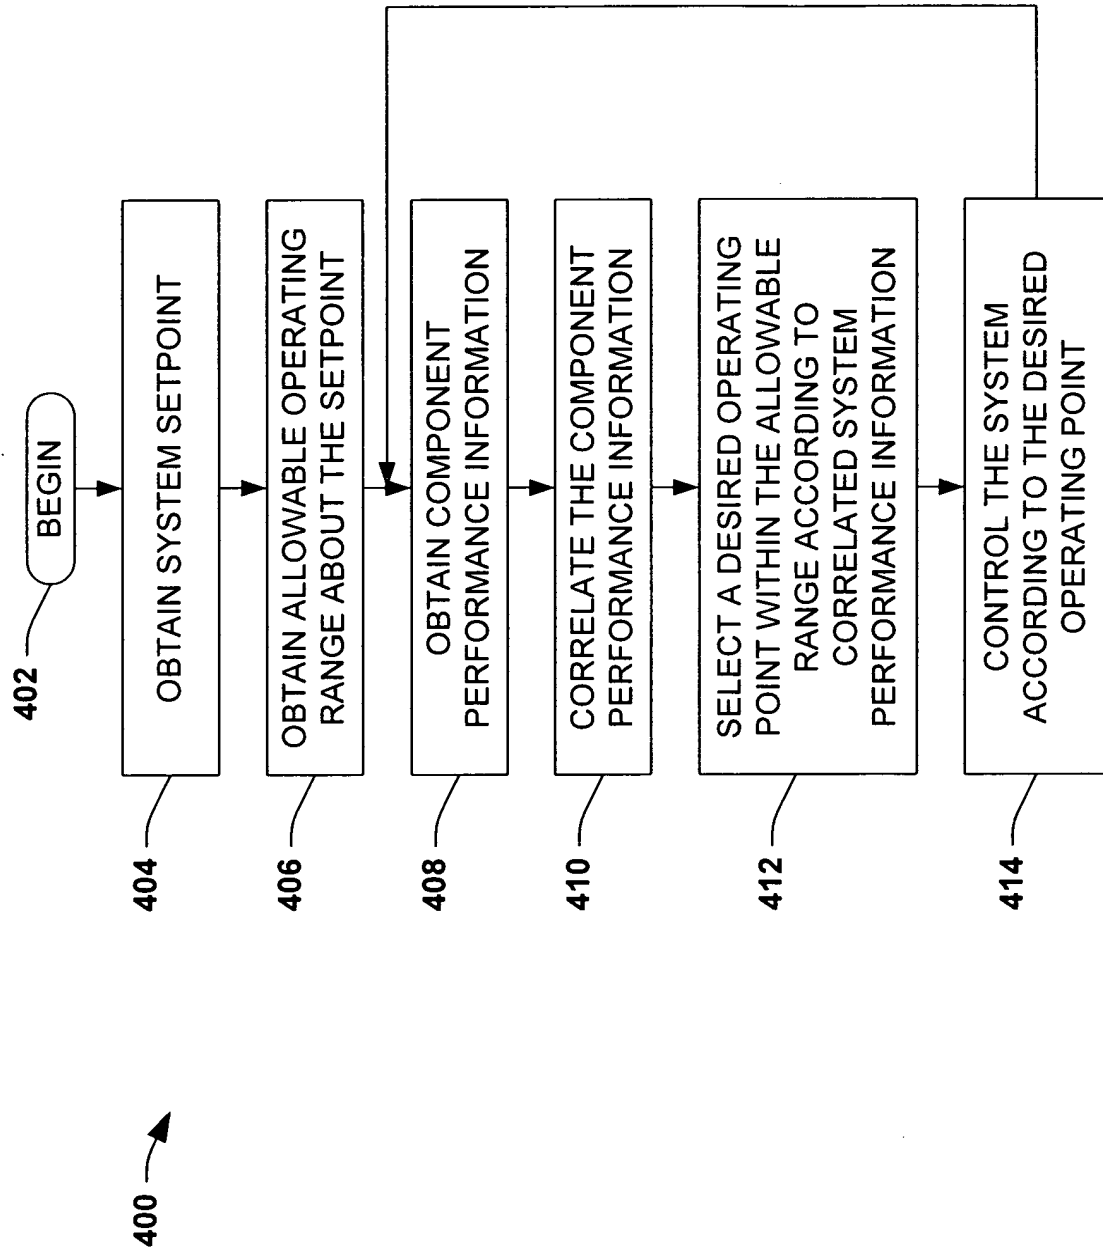 400
402
BEGIN
404
OBTAIN SYSTEM SETPOINT
406
OBTAIN ALLOWABLE OPERATING
RANGE ABOUT THE SETPOINT
408
OBTAIN COMPONENT
PERFORMANCE INFORMATION
410
CORRELATE THE COMPONENT
PERFORMANCE INFORMATION
412
SELECT A DESIRED OPERATING
POINT WITHIN THE ALLOWABLE
RANGE ACCORDING TO
CORRELATED SYSTEM
PERFORMANCE INFORMATION
414
CONTROL THE SYSTEM
ACCORDING TO THE DESIRED
OPERATING POINT